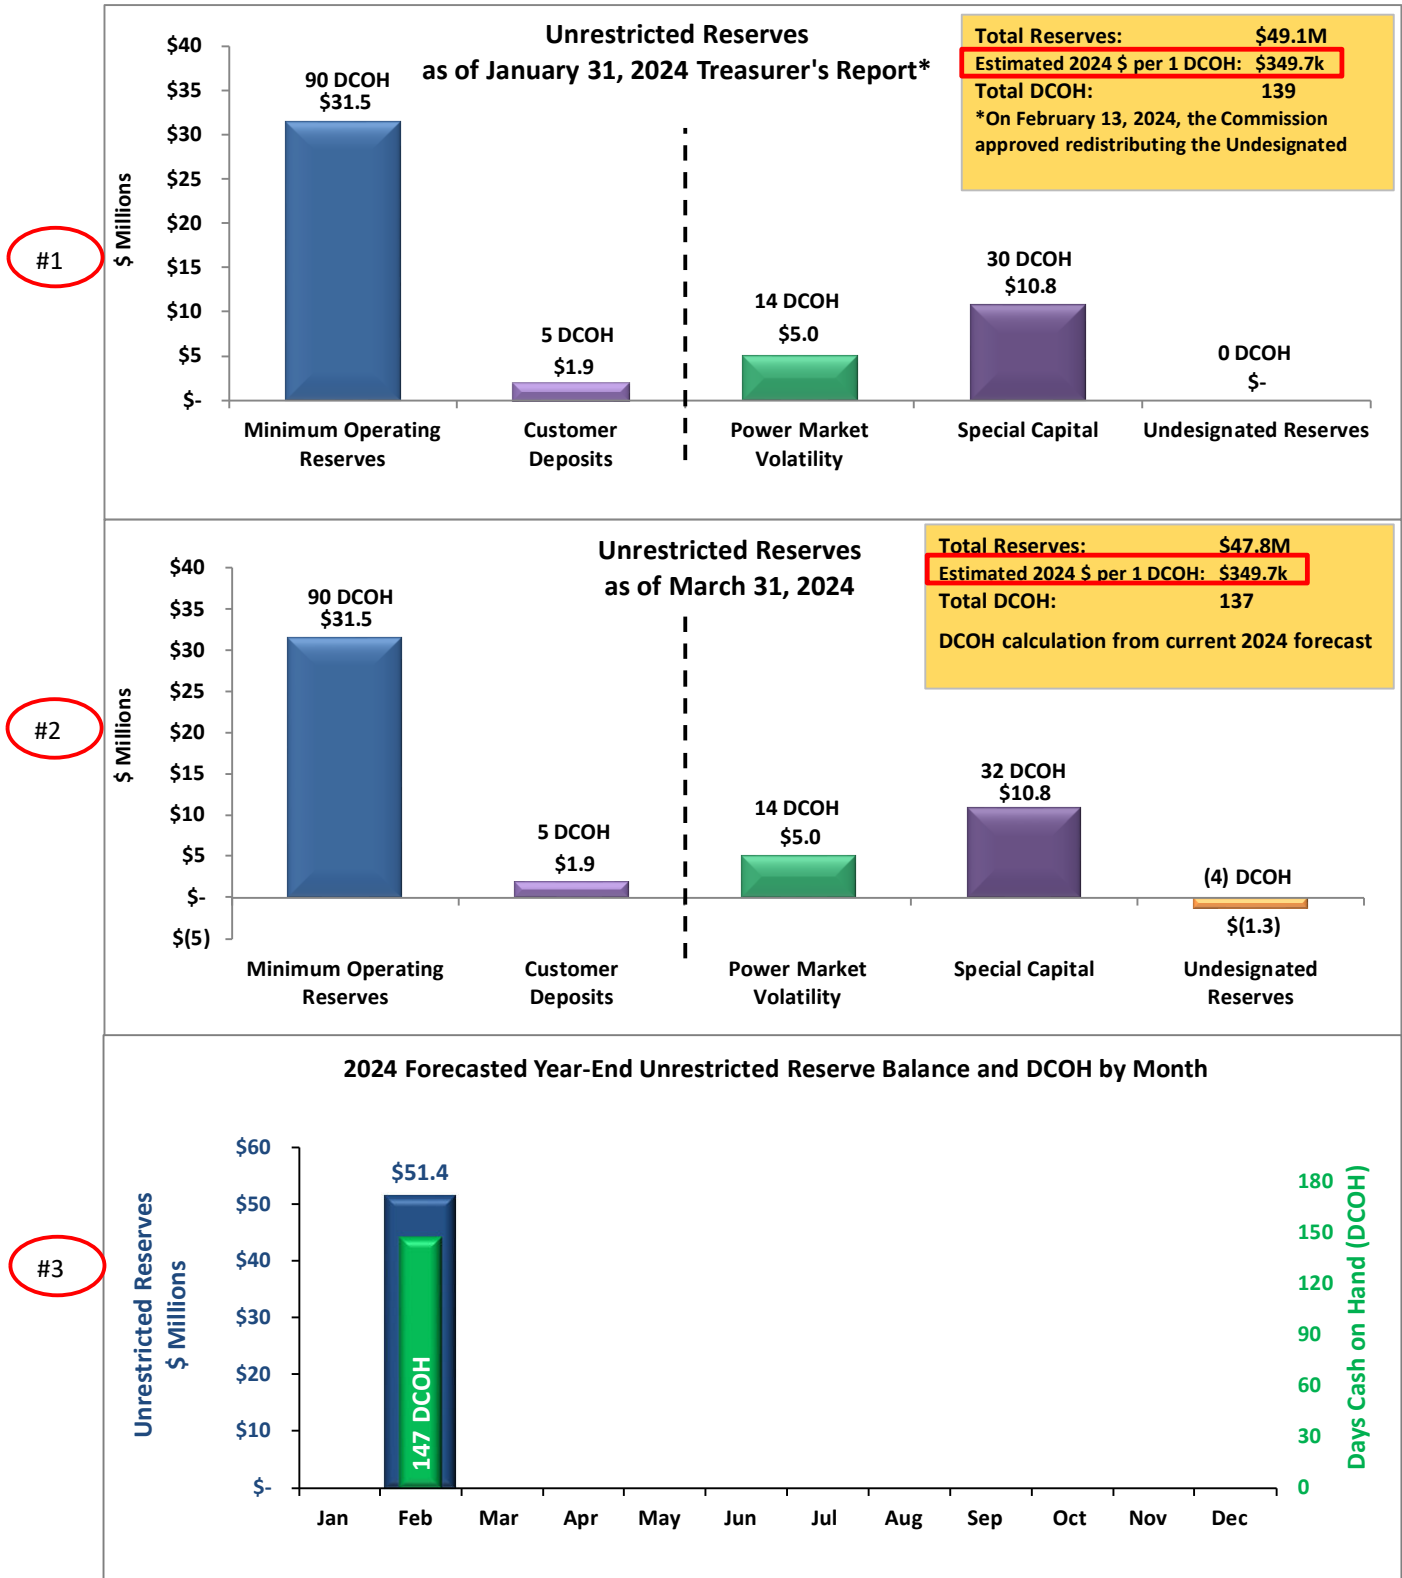 Unrestricted Reserves
as of January 31, 2024 Treasurer's Report*
Total Reserves: $49.1M
Estimated 2024 $ per 1 DCOH: $349.7k
Total DCOH: 139
*On February 13, 2024, the Commission
approved redistributing the Undesignated
#1
$ Millions
$40
$35
$30
$25
$20
$15
$10
$5
$-
90 DCOH
$31.5
5 DCOH
$1.9
14 DCOH
$5.0
30 DCOH
$10.8
0 DCOH
$-
Minimum Operating
Reserves
Customer
Deposits
Power Market
Volatility
Special Capital
Undesignated Reserves
Unrestricted Reserves
as of March 31, 2024
Total Reserves: $47.8M
Estimated 2024 $ per 1 DCOH: $349.7k
Total DCOH: 137
DCOH calculation from current 2024 forecast
#2
$ Millions
$40
$35
$30
$25
$20
$15
$10
$5
$-
$(5)
90 DCOH
$31.5
5 DCOH
$1.9
14 DCOH
$5.0
32 DCOH
$10.8
(4) DCOH
$(1.3)
Minimum Operating
Reserves
Customer
Deposits
Power Market
Volatility
Special Capital
Undesignated
Reserves
2024 Forecasted Year-End Unrestricted Reserve Balance and DCOH by Month
#3
Unrestricted Reserves
$ Millions
$60
$50
$40
$30
$20
$10
$-
$51.4
147 DCOH
180
150
120
90
60
30
0
Days Cash on Hand (DCOH)
Jan Feb Mar Apr May Jun Jul Aug Sep Oct Nov Dec